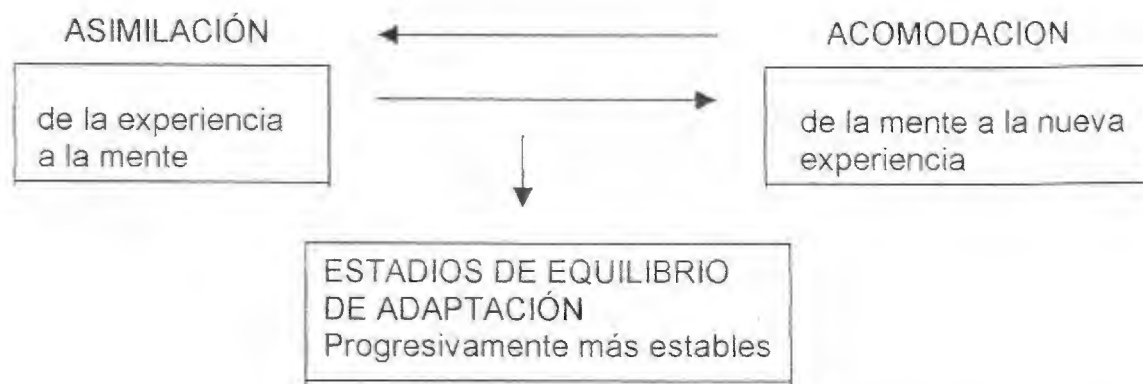 ASIMILACIÓN
ACOMODACION
de la experiencia
a la mente
de la mente a la nueva
experiencia
ESTADIOS DE EQUILIBRIO
DE ADAPTACIÓN
Progresivamente más estables